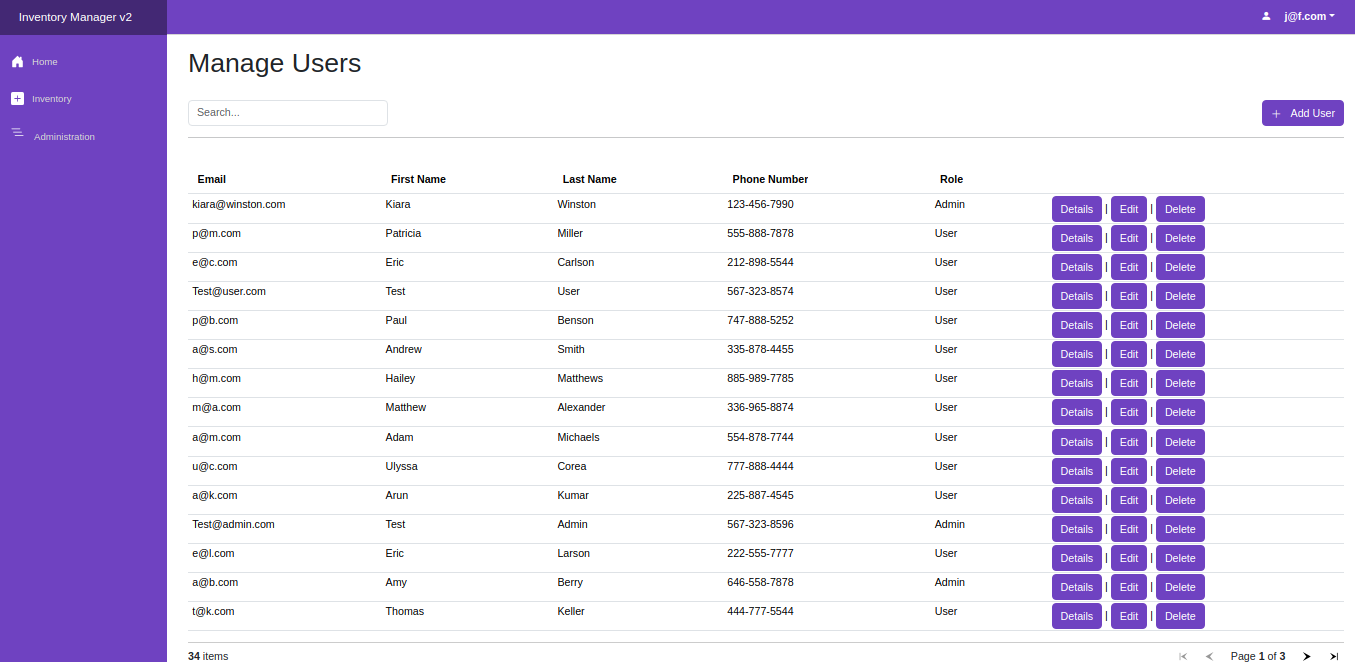 Inventory Manager v2
j@f.com
Home
Inventory
Administration
Manage Users
Search...
Add User
Email First Name Last Name Phone Number Role
kiara@winston.com Kiara Winston 123-456-7990 Admin Details | Edit | Delete
p@m.com Patricia Miller 555-888-7878 User Details | Edit | Delete
e@c.com Eric Carlson 212-898-5544 User Details | Edit | Delete
Test@user.com Test User 567-323-8574 User Details | Edit | Delete
p@b.com Paul Benson 747-888-5252 User Details | Edit | Delete
a@s.com Andrew Smith 335-878-4455 User Details | Edit | Delete
h@m.com Hailey Matthews 885-989-7785 User Details | Edit | Delete
m@a.com Matthew Alexander 336-965-8874 User Details | Edit | Delete
a@m.com Adam Michaels 554-878-7744 User Details | Edit | Delete
u@c.com Ulyssa Corea 777-888-4444 User Details | Edit | Delete
a@k.com Arun Kumar 225-887-4545 User Details | Edit | Delete
Test@admin.com Test Admin 567-323-8596 Admin Details | Edit | Delete
e@l.com Eric Larson 222-555-7777 User Details | Edit | Delete
a@b.com Amy Berry 646-558-7878 Admin Details | Edit | Delete
t@k.com Thomas Keller 444-777-5544 User Details | Edit | Delete
34 items Page 1 of 3